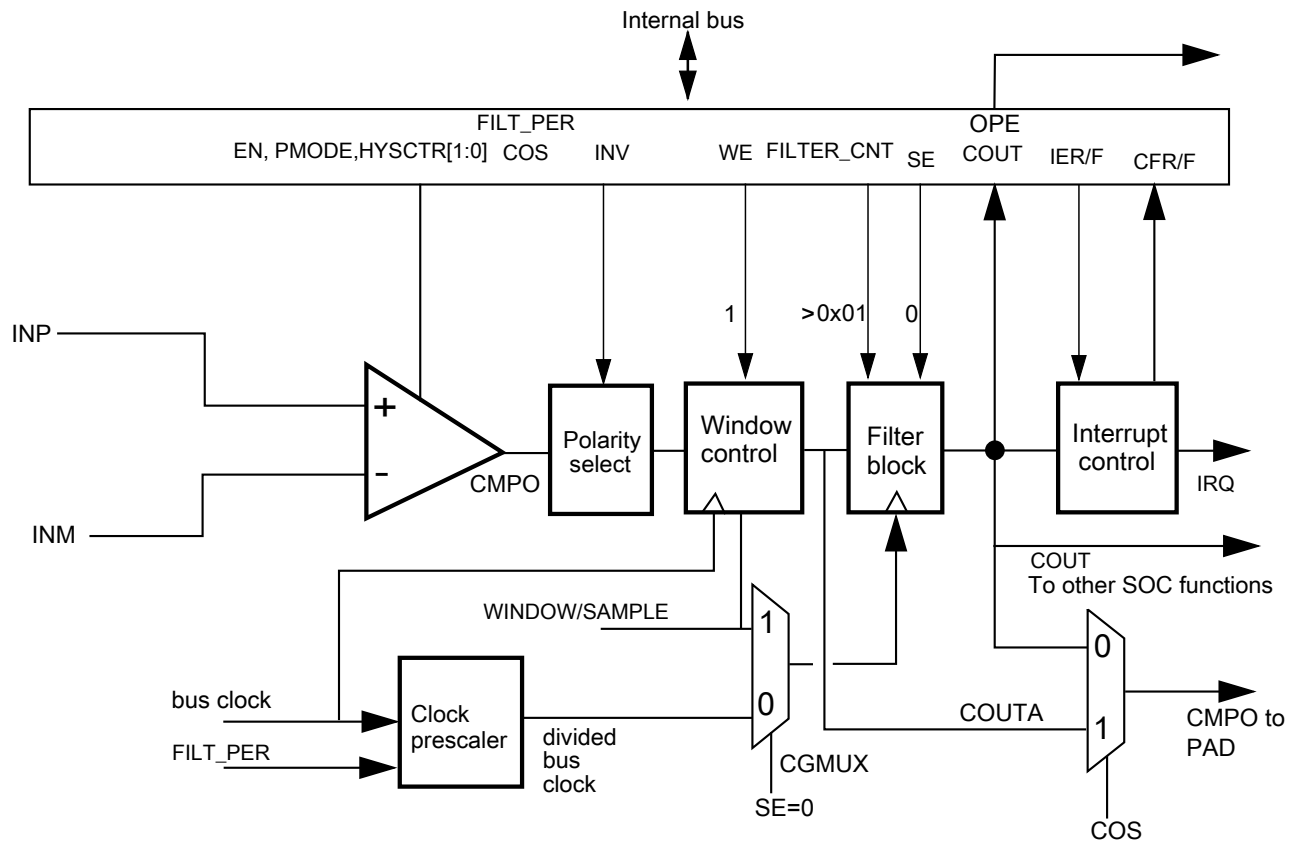 Internal bus
FILT_PER
OPE
EN, PMODE,HYSCTR[1:0]
COS
INV
WE
FILTER_CNT
SE
COUT
IER/F
CFR/F
1
>0x01
0
INP
+
-
INM
CMPO
Polarity
select
Window
control
Filter
block
Interrupt
control
IRQ
COUT
To other SOC functions
WINDOW/SAMPLE
1
0
CGMUX
SE=0
bus clock
FILT_PER
Clock
prescaler
divided
bus
clock
COUTA
0
1
CMPO to
PAD
COS